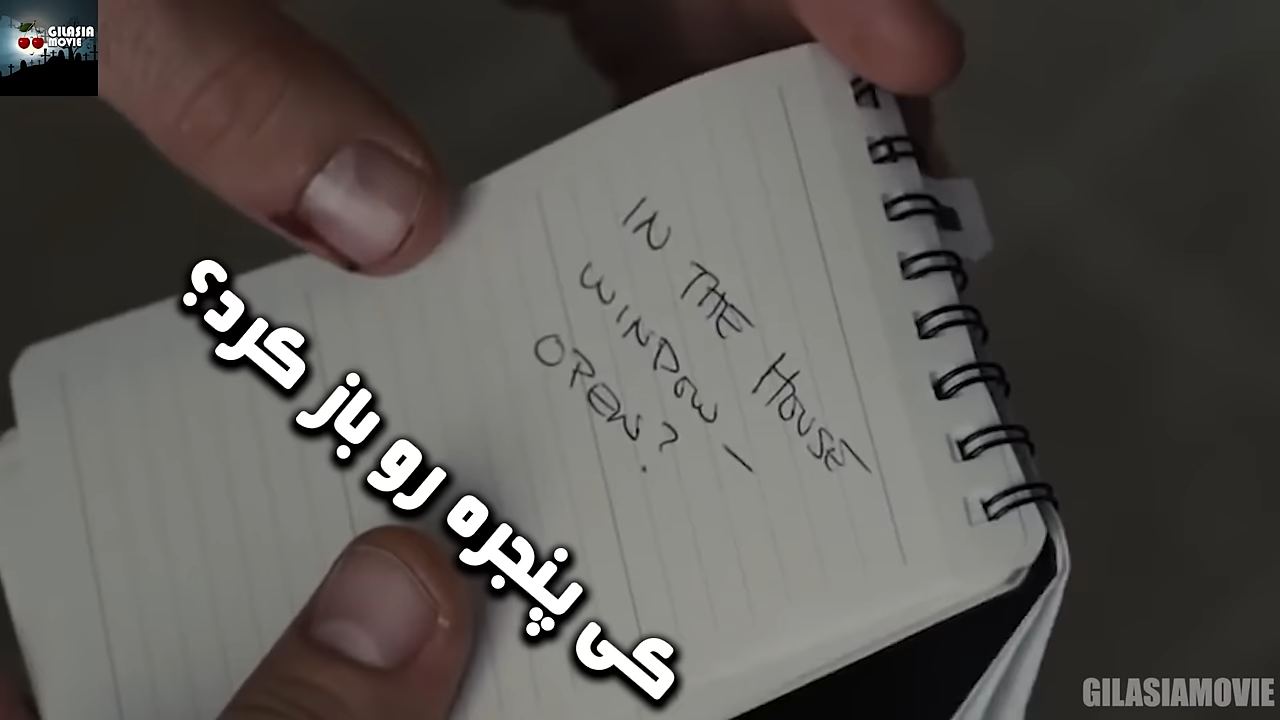 GILASIA
MOVIE
IN THE HOUSE
WINDOW -
OPEN?
کی پنجره رو باز کرد؟
GILASIAMOVIE